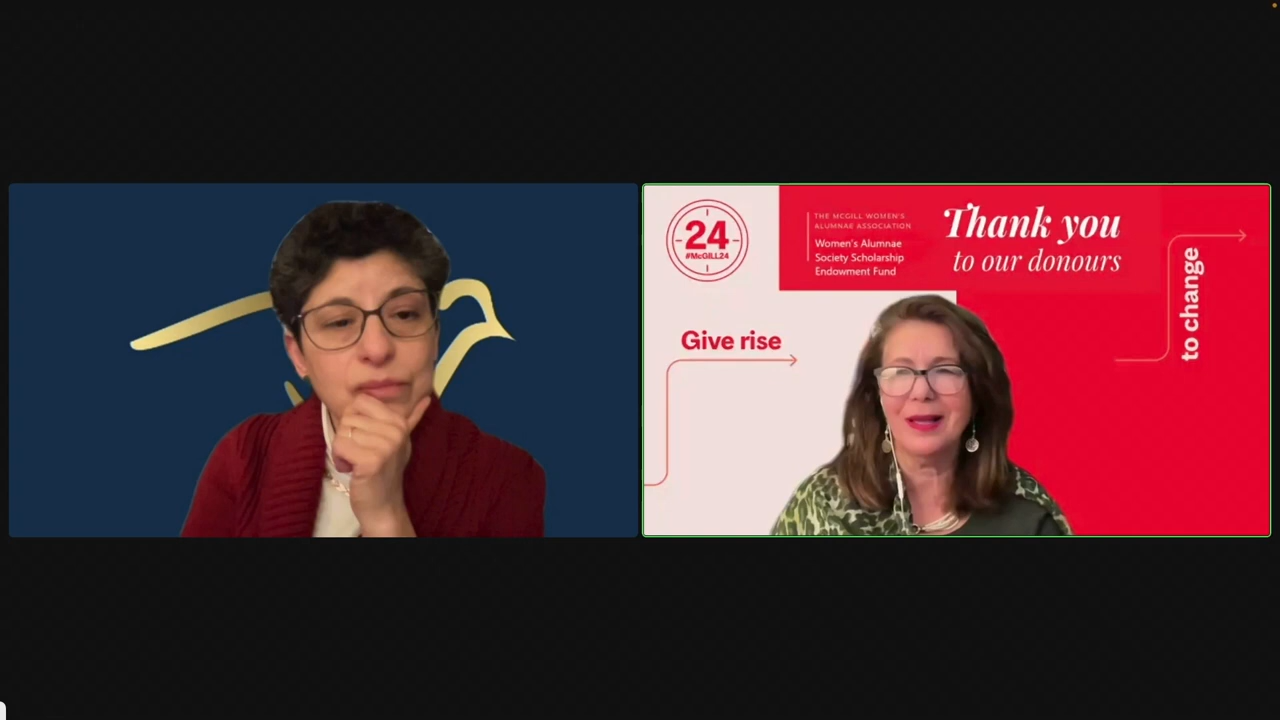 24
#McGILL24
THE MCGILL WOMEN'S
ALUMNAE ASSOCIATION
Women's Alumnae
Society Scholarship
Endowment Fund
Thank you
to our donours
Give rise
to change